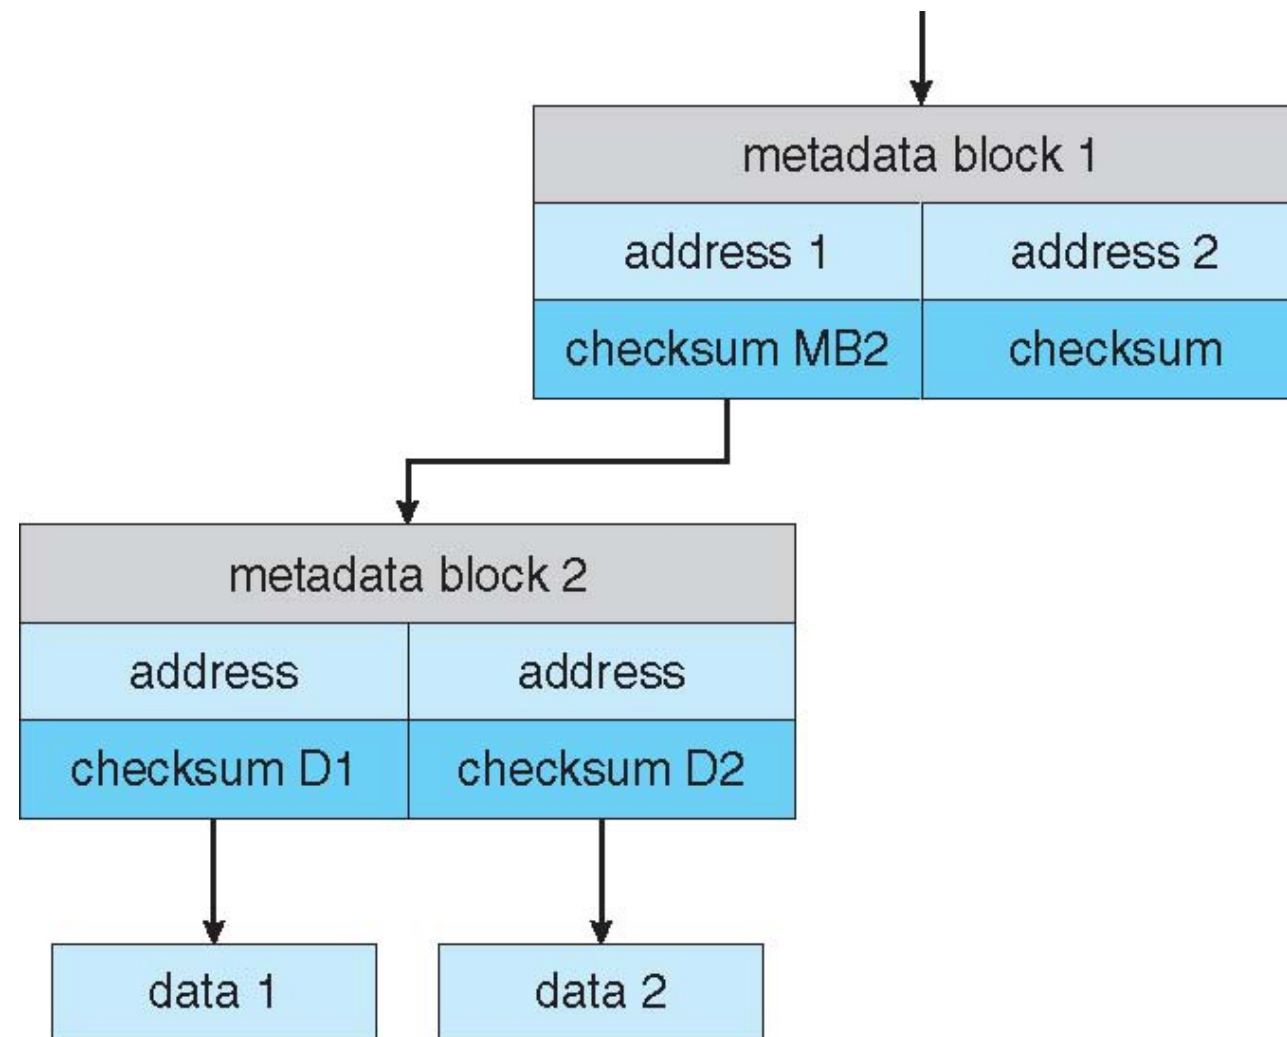 metadata block 1
address 1 address 2
checksum MB2 checksum
metadata block 2
address address
checksum D1 checksum D2
data 1 data 2